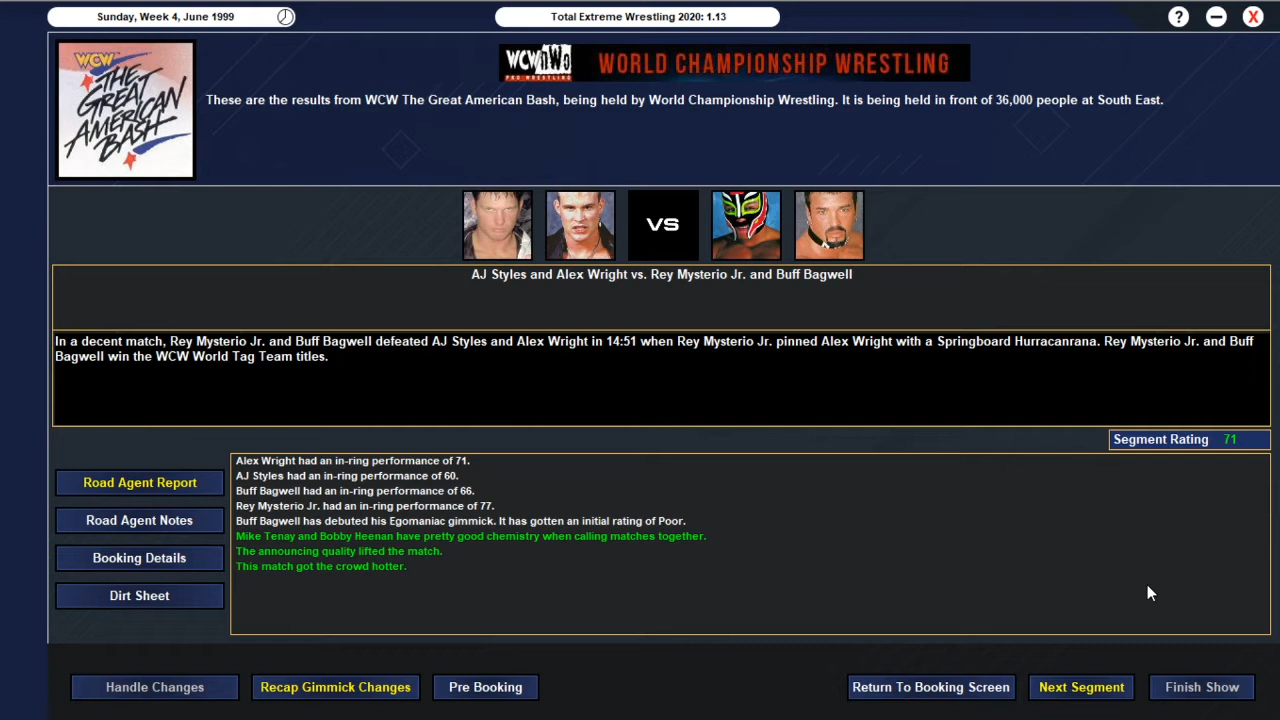 Sunday, Week 4, June 1999
Total Extreme Wrestling 2020: 1.13
?
X
WCW
THE
GREAT
AMERICAN
BASH
WCW nWo
PRO WRESTLING
WORLD CHAMPIONSHIP WRESTLING
These are the results from WCW The Great American Bash, being held by World Championship Wrestling. It is being held in front of 36,000 people at South East.
VS
AJ Styles and Alex Wright vs. Rey Mysterio Jr. and Buff Bagwell
In a decent match, Rey Mysterio Jr. and Buff Bagwell defeated AJ Styles and Alex Wright in 14:51 when Rey Mysterio Jr. pinned Alex Wright with a Springboard Hurracanrana. Rey Mysterio Jr. and Buff
Bagwell win the WCW World Tag Team titles.
Segment Rating 71
Road Agent Report
Road Agent Notes
Booking Details
Dirt Sheet
Alex Wright had an in-ring performance of 71.
AJ Styles had an in-ring performance of 60.
Buff Bagwell had an in-ring performance of 66.
Rey Mysterio Jr. had an in-ring performance of 77.
Buff Bagwell has debuted his Egomaniac gimmick. It has gotten an initial rating of Poor.
Mike Tenay and Bobby Heenan have pretty good chemistry when calling matches together.
The announcing quality lifted the match.
This match got the crowd hotter.
Handle Changes
Recap Gimmick Changes
Pre Booking
Return To Booking Screen
Next Segment
Finish Show